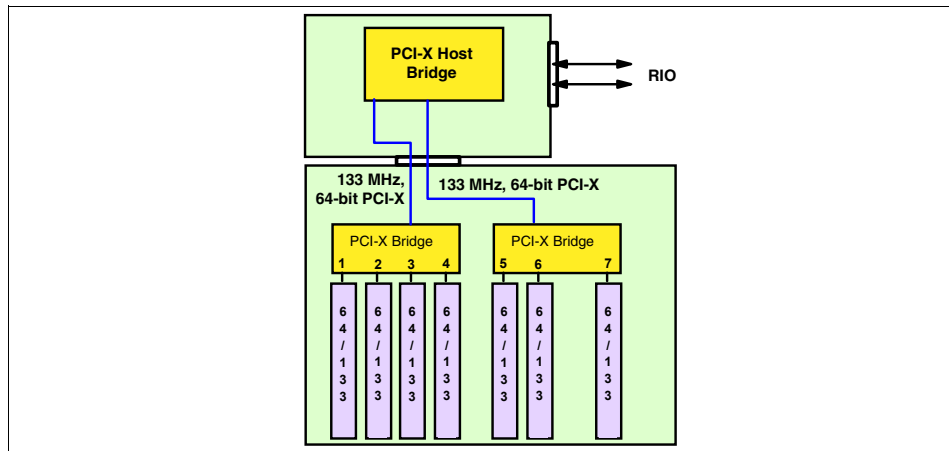 PCI-X Host
Bridge
RIO
133 MHz,
64-bit PCI-X
133 MHz, 64-bit PCI-X
PCI-X Bridge
1 2 3 4
PCI-X Bridge
5 6 7
64/133
64/133
64/133
64/133
64/133
64/133
64/133